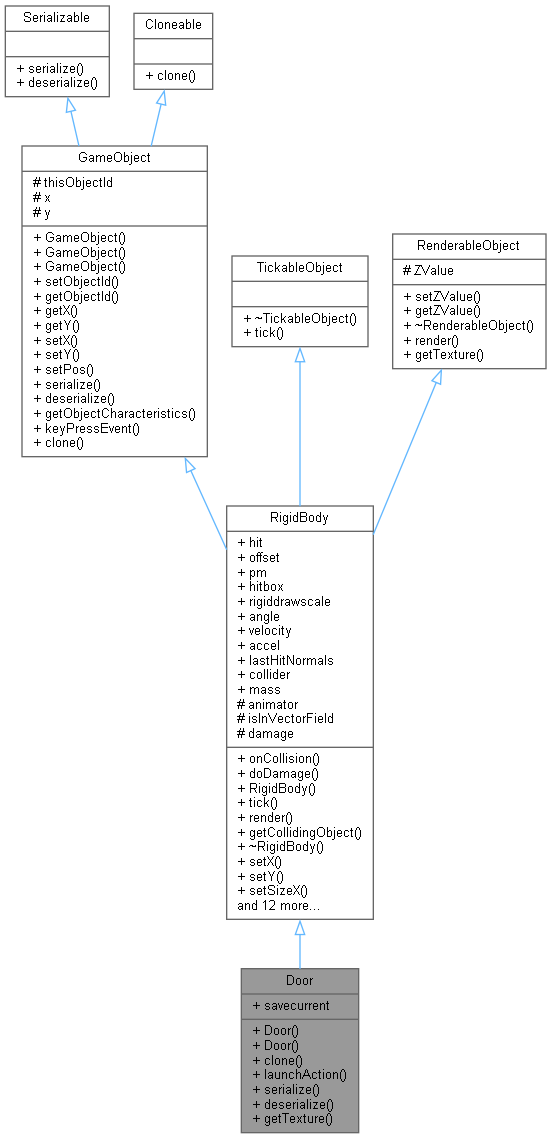 Serializable
+ serialize()
+ deserialize()
Cloneable
+ clone()
GameObject
# thisObjectId
# x
# y
+ GameObject()
+ GameObject()
+ GameObject()
+ setObjectId()
+ getObjectId()
+ getX()
+ getY()
+ setX()
+ setY()
+ setPos()
+ serialize()
+ deserialize()
+ getObjectCharacteristics()
+ keyPressEvent()
+ clone()
TickableObject
+ ~TickableObject()
+ tick()
RenderableObject
# ZValue
+ setZValue()
+ getZValue()
+ ~RenderableObject()
+ render()
+ getTexture()
RigidBody
+ hit
+ offset
+ pm
+ hitbox
+ rigiddrawscale
+ angle
+ velocity
+ accel
+ lastHitNormals
+ collider
+ mass
# animator
# isInVectorField
# damage
+ onCollision()
+ doDamage()
+ RigidBody()
+ tick()
+ render()
+ getCollidingObject()
+ ~RigidBody()
+ setX()
+ setY()
+ setSizeX()
and 12 more...
Door
+ savecurrent
+ Door()
+ Door()
+ clone()
+ launchAction()
+ serialize()
+ deserialize()
+ getTexture()